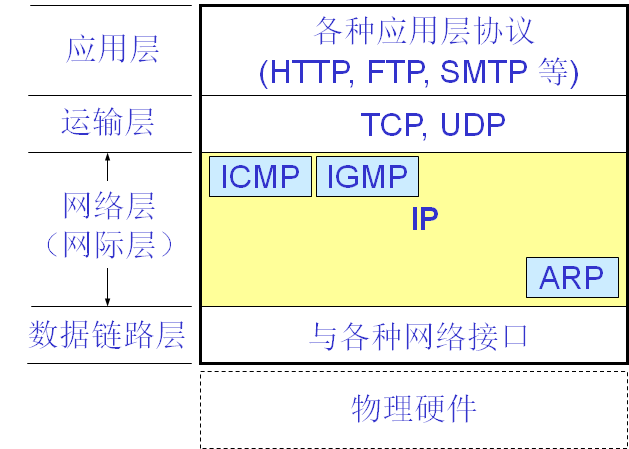 应用层
各种应用层协议
(HTTP, FTP, SMTP 等)
运输层
TCP, UDP
网络层
（网际层）
ICMP
IGMP
IP
ARP
数据链路层
与各种网络接口
物理硬件